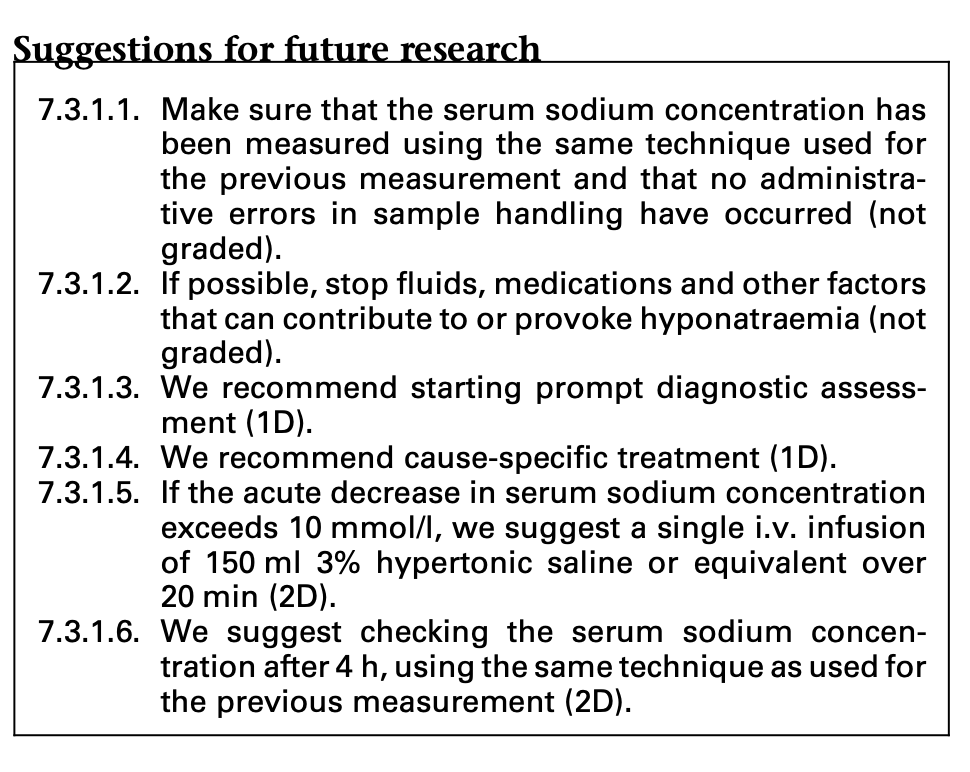 Suggestions for future research
7.3.1.1. Make sure that the serum sodium concentration has
been measured using the same technique used for
the previous measurement and that no administra-
tive errors in sample handling have occurred (not
graded).
7.3.1.2. If possible, stop fluids, medications and other factors
that can contribute to or provoke hyponatraemia (not
graded).
7.3.1.3. We recommend starting prompt diagnostic assess-
ment (1D).
7.3.1.4. We recommend cause-specific treatment (1D).
7.3.1.5. If the acute decrease in serum sodium concentration
exceeds 10 mmol/l, we suggest a single i.v. infusion
of 150 ml 3% hypertonic saline or equivalent over
20 min (2D).
7.3.1.6. We suggest checking the serum sodium concen-
tration after 4 h, using the same technique as used for
the previous measurement (2D).